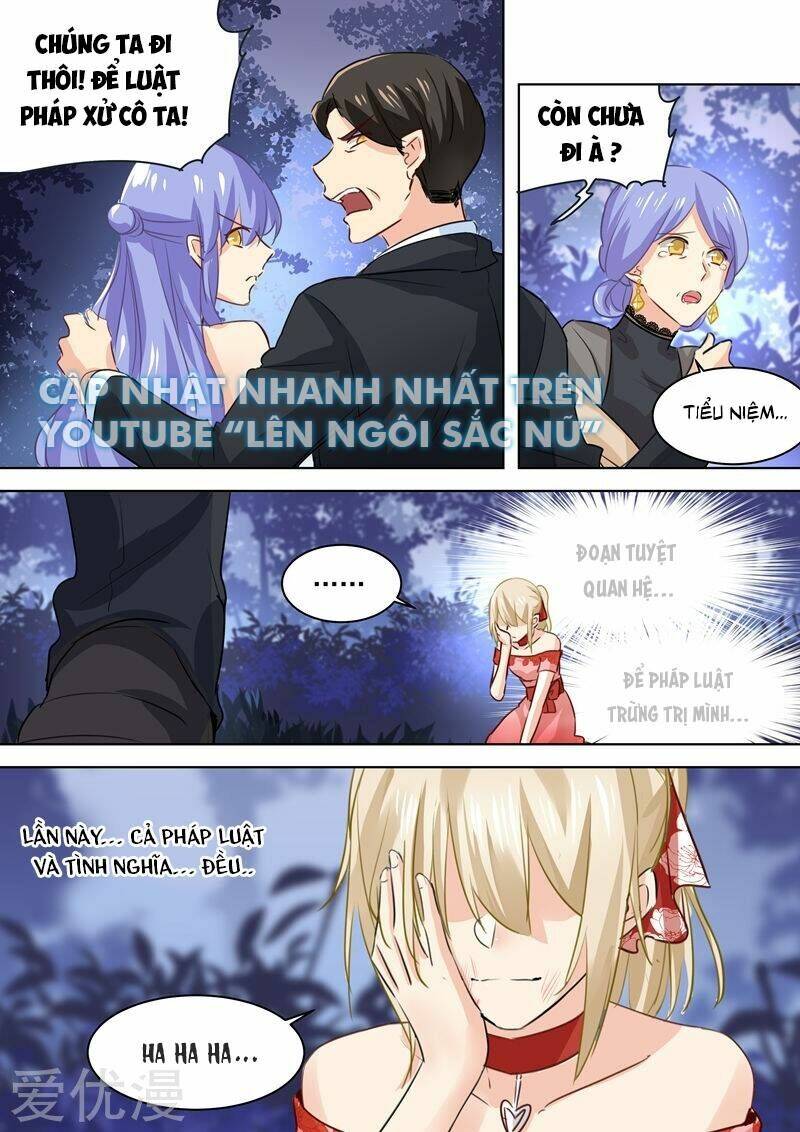 CHÚNG TA ĐI
THÔI! ĐỂ LUẬT
PHÁP XỬ CÔ TA!
CÒN CHƯA
ĐI À?
TIỂU NIỆM...
CẬP NHẬT NHANH NHẤT TRÊN
YOUTUBE “LÊN NGÔI SẮC NỮ”
......
ĐOẠN TUYỆT
QUAN HỆ...
ĐỂ PHÁP LUẬT
TRỪNG TRỊ MÌNH...
LẦN NÀY... CẢ PHÁP LUẬT
VÀ TÌNH NGHĨA... ĐỀU..
HA HA HA...
爱优漫